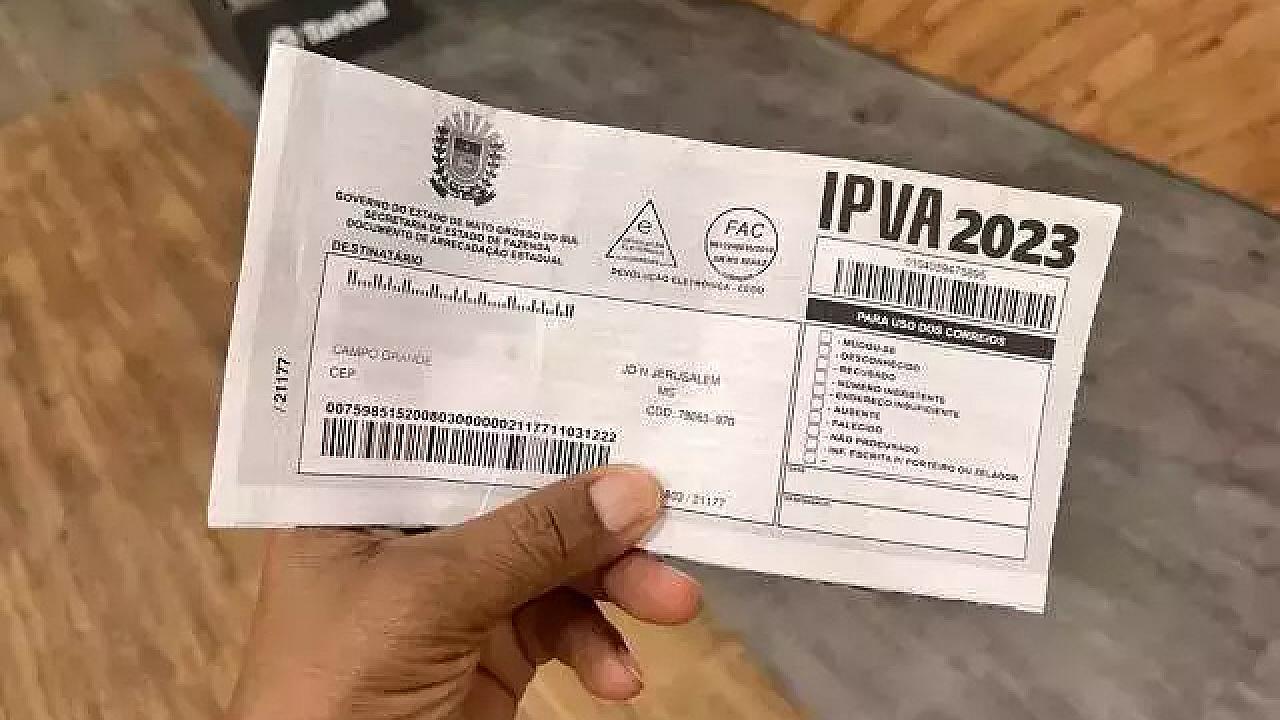 GOVERNO DO ESTADO DE MATO GROSSO DO SUL
SECRETARIA DE ESTADO DE FAZENDA
DOCUMENTO DE ARRECADAÇÃO ESTADUAL
DESTINATÁRIO
CAMPO GRANDE
CEP
JD N JERUSALEM
MS
CDD. 79063-970
/ 21177
/ 21177
e
FAC
DEVOLUÇÃO ELETRÔNICA - CEDO
IPVA 2023
PARA USO DOS CORREIOS
- MUDOU-SE
- DESCONHECIDO
- RECUSADO
- NÚMERO INEXISTENTE
- ENDEREÇO INSUFICIENTE
- AUSENTE
- FALECIDO
- NÃO PROCURADO
- INF. ESCRITA P/ PORTEIRO OU ZELADOR